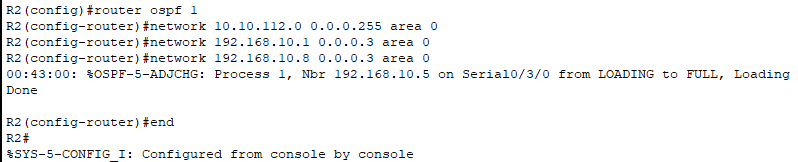 R2(config)#router ospf 1
R2(config-router)#network 10.10.112.0 0.0.0.255 area 0
R2(config-router)#network 192.168.10.1 0.0.0.3 area 0
R2(config-router)#network 192.168.10.8 0.0.0.3 area 0
00:43:00: %OSPF-5-ADJCHG: Process 1, Nbr 192.168.10.5 on Serial0/3/0 from LOADING to FULL, Loading
Done
R2(config-router)#end
R2#
%SYS-5-CONFIG_I: Configured from console by console